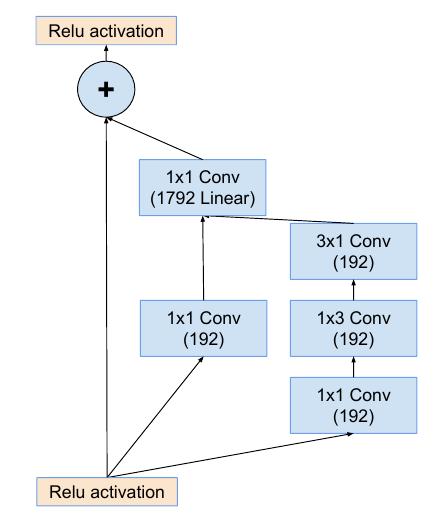 Relu activation
+
1x1 Conv
(1792 Linear)
3x1 Conv
(192)
1x1 Conv
(192)
1x3 Conv
(192)
1x1 Conv
(192)
Relu activation